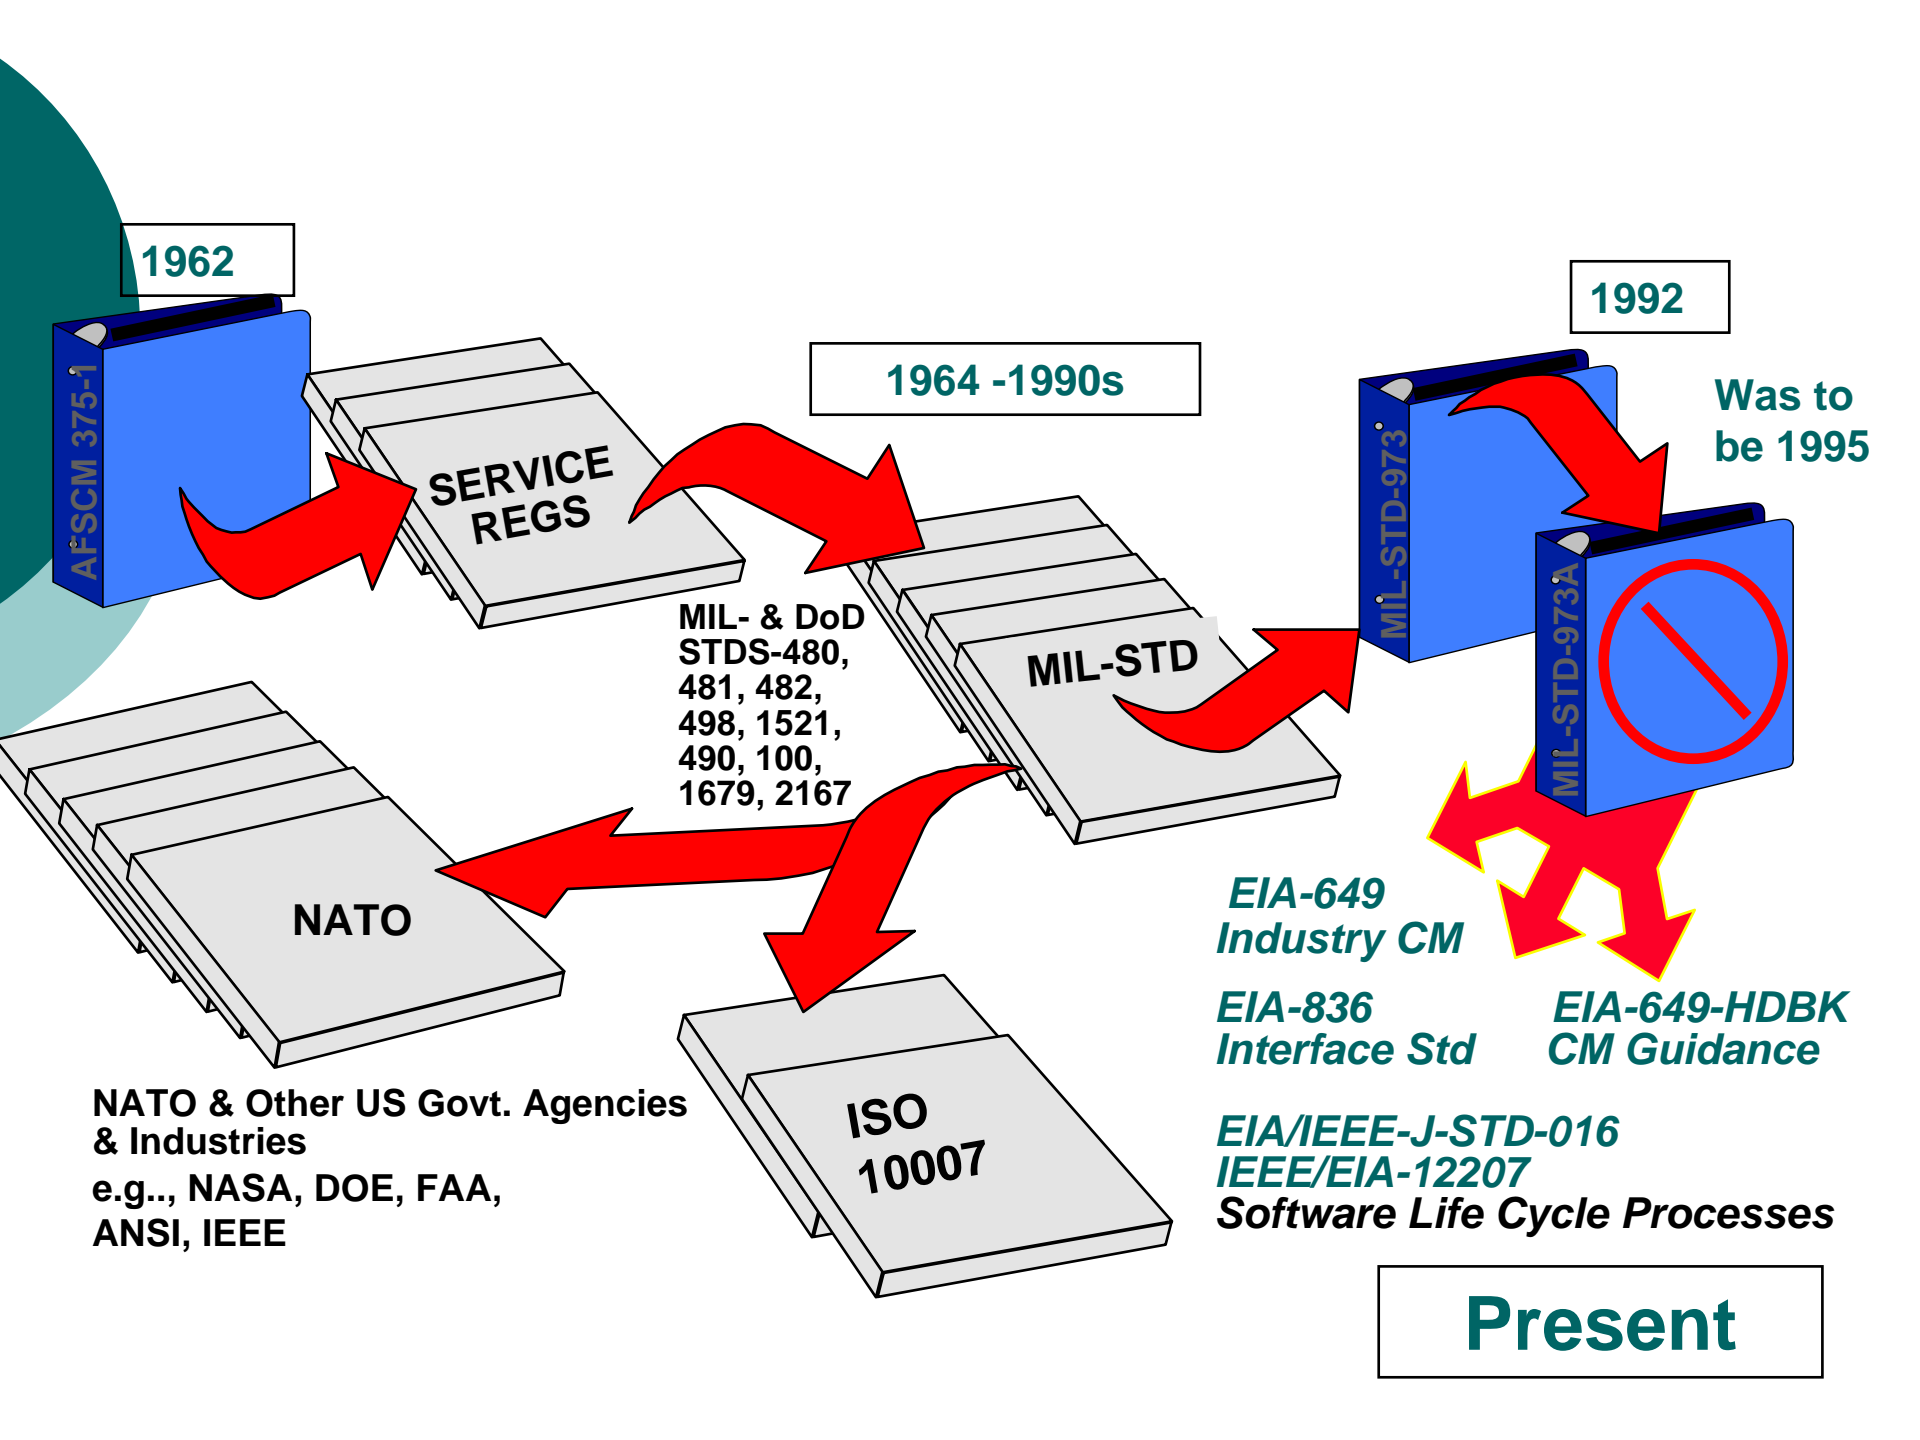 1962
AFSCM 375-1
SERVICE
REGS
1964 -1990s
MIL- & DoD
STDS-480,
481, 482,
498, 1521,
490, 100,
1679, 2167
MIL-STD
1992
MIL-STD-973
Was to
be 1995
MIL-STD-973A
NATO
NATO & Other US Govt. Agencies
& Industries
e.g.., NASA, DOE, FAA,
ANSI, IEEE
ISO
10007
EIA-649
Industry CM
EIA-836
Interface Std
EIA-649-HDBK
CM Guidance
EIA/IEEE-J-STD-016
IEEE/EIA-12207
Software Life Cycle Processes
Present